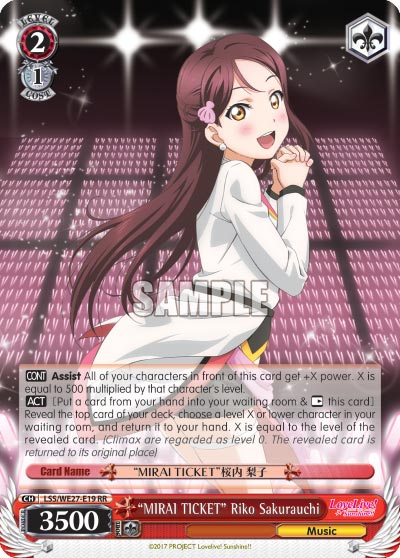 LEVEL
2
1
COST
SAMPLE
CONT Assist All of your characters in front of this card get +X power. X is
equal to 500 multiplied by that character's level.
ACT [Put a card from your hand into your waiting room & this card]
Reveal the top card of your deck, choose a level X or lower character in your
waiting room, and return it to your hand. X is equal to the level of
the revealed card. (Climax are regarded as level 0. The revealed card is
returned to its original place)
Card Name "MIRAI TICKET"桜内 梨子
CH LSS/WE27-E19 RR
"MIRAI TICKET" Riko Sakurauchi
LoveLive!
Sunshine!!
POWER
3500
SOUL
Music
©2017 PROJECT Lovelive! Sunshine!!